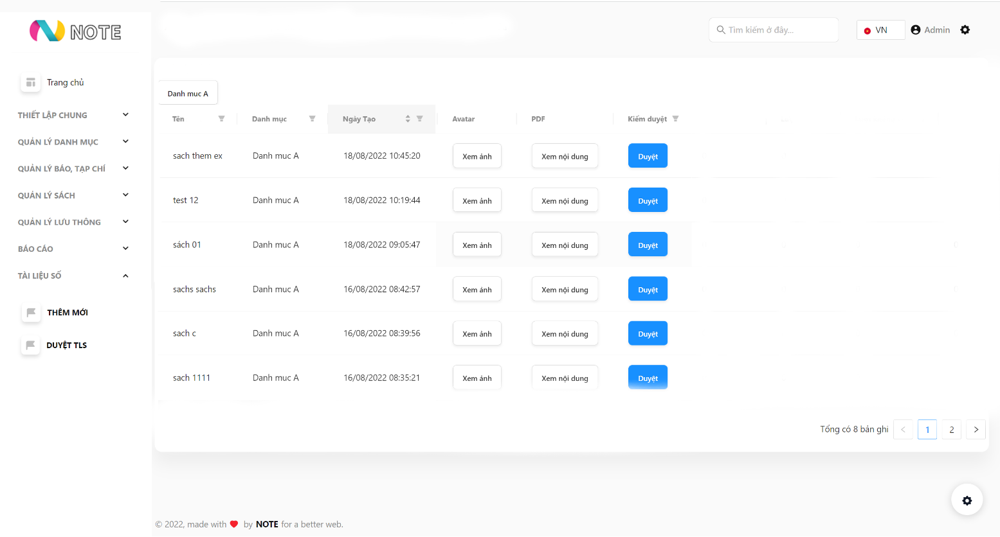 NOTE
Tìm kiếm ở đây...
VN
Admin
Trang chủ
THIẾT LẬP CHUNG
QUẢN LÝ DANH MỤC
QUẢN LÝ BÁO, TẠP CHÍ
QUẢN LÝ SÁCH
QUẢN LÝ LƯU THÔNG
BÁO CÁO
TÀI LIỆU SỐ
THÊM MỚI
DUYỆT TLS
Danh muc A
Tên Danh mục Ngày Tạo Avatar PDF Kiểm duyệt
sach them ex Danh muc A 18/08/2022 10:45:20 Xem ảnh Xem nội dung Duyệt
test 12 Danh muc A 18/08/2022 10:19:44 Xem ảnh Xem nội dung Duyệt
sách 01 Danh muc A 18/08/2022 09:05:47 Xem ảnh Xem nội dung Duyệt
sachs sachs Danh muc A 16/08/2022 08:42:57 Xem ảnh Xem nội dung Duyệt
sach c Danh muc A 16/08/2022 08:39:56 Xem ảnh Xem nội dung Duyệt
sach 1111 Danh muc A 16/08/2022 08:35:21 Xem ảnh Xem nội dung Duyệt
Tổng có 8 bản ghi < 1 2 >
© 2022, made with by NOTE for a better web.